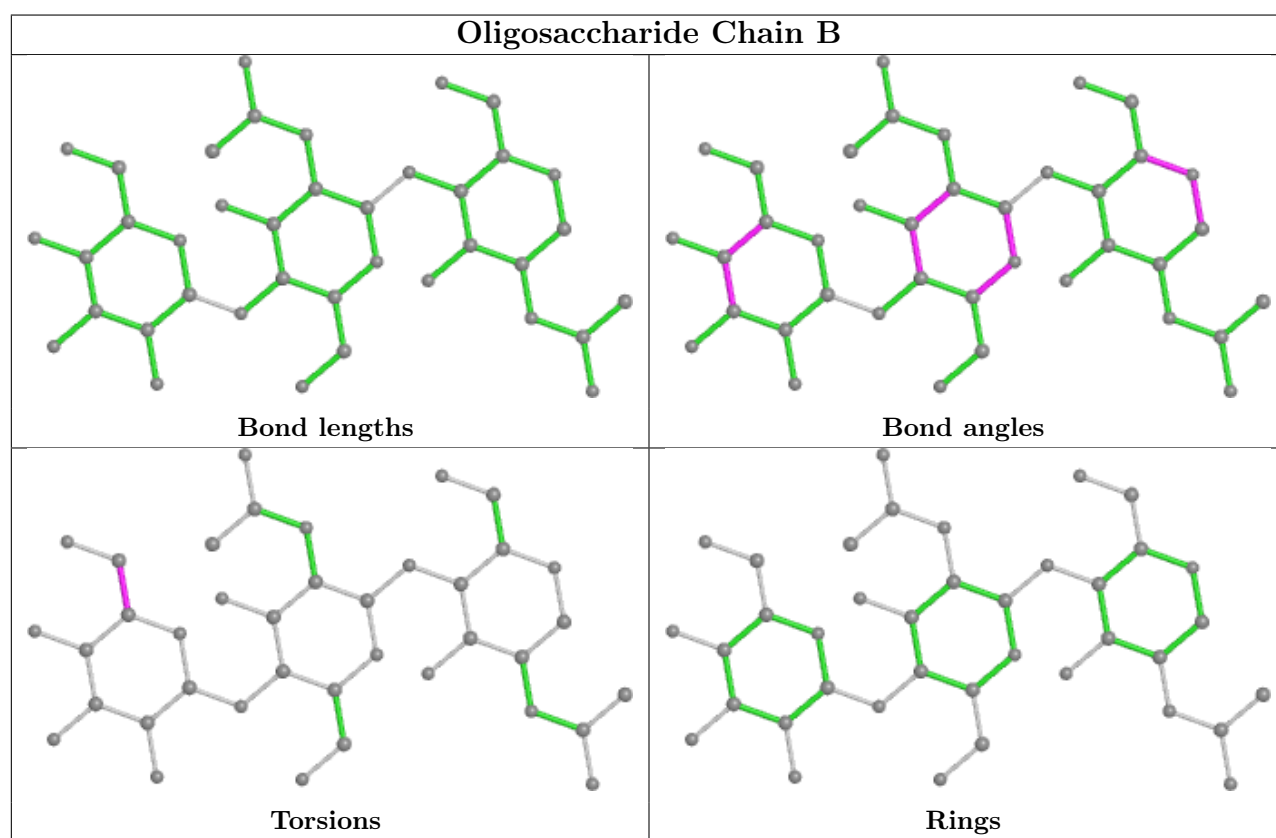 Oligosaccharide Chain B
Bond lengths
Bond angles
Torsions
Rings